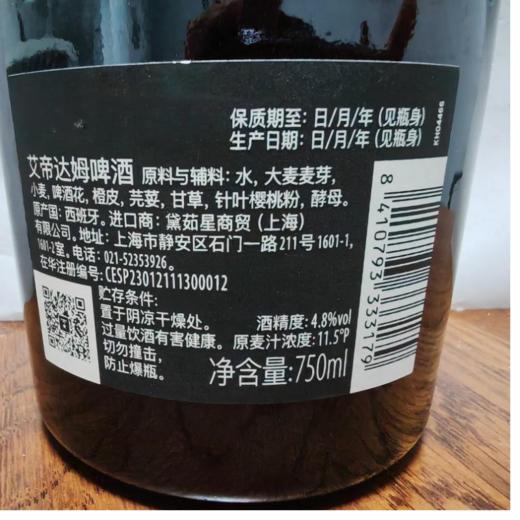 保质期至：日/月/年（见瓶身）
生产日期：日/月/年（见瓶身）
KH04466
艾帝达姆啤酒 原料与辅料：水，大麦麦芽，
小麦，啤酒花，橙皮，芫荽，甘草，针叶樱桃粉，酵母。
原产国：西班牙。进口商：黛茹星商贸（上海）
有限公司。地址：上海市静安区石门一路211号1601-1，
1601-2室。电话：021-52353926。
在华注册编号：CESP23012111300012
贮存条件：
置于阴凉干燥处。
过量饮酒有害健康。
切勿撞击，
防止爆瓶。
酒精度：4.8%vol
原麦汁浓度：11.5°P
净含量:750ml
8 410793 333179